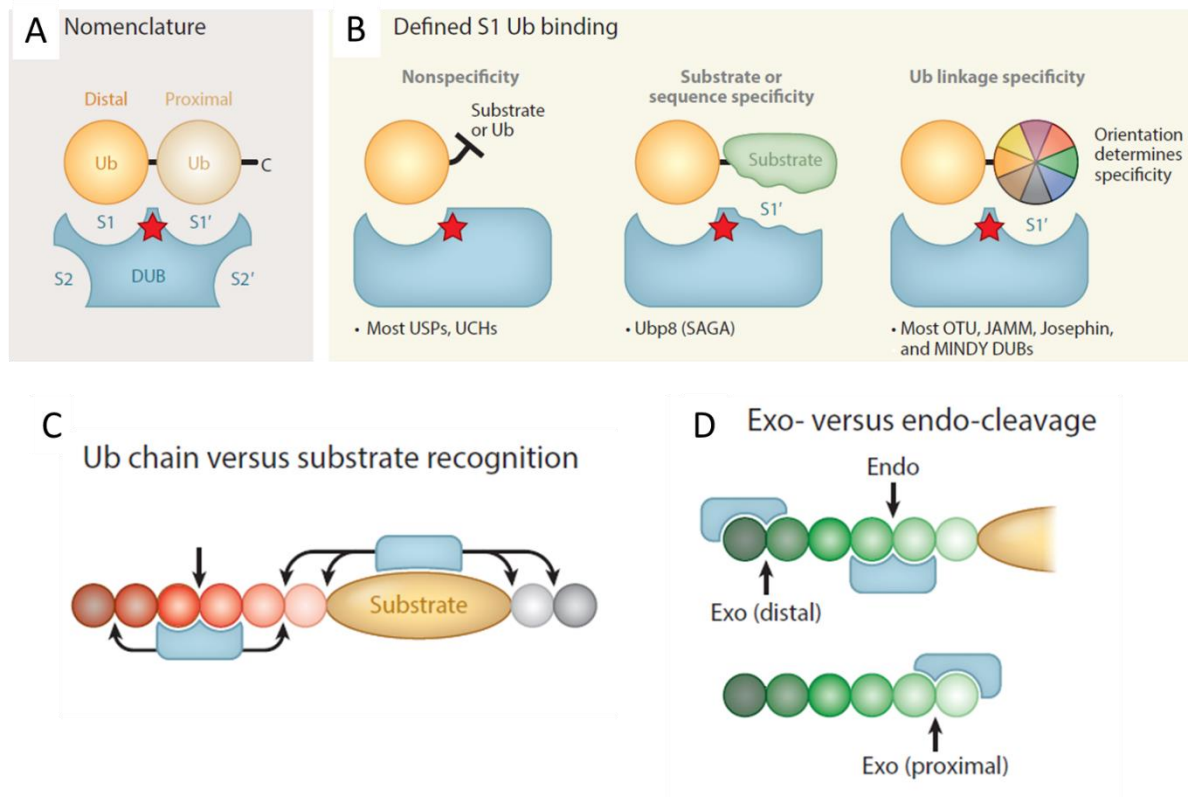 A
Nomenclature
Distal
Proximal
Ub
Ub
C
S1
S1′
S2
DUB
S2′
B
Defined S1 Ub binding
Nonspecificity
Substrate
or Ub
• Most USPs, UCHs
Substrate or
sequence specificity
Substrate
S1′
• Ubp8 (SAGA)
Ub linkage specificity
Orientation
determines
specificity
S1′
• Most OTU, JAMM, Josephin,
and MINDY DUBs
C
Ub chain versus substrate recognition
Substrate
D
Exo- versus endo-cleavage
Endo
Exo (distal)
Exo (proximal)